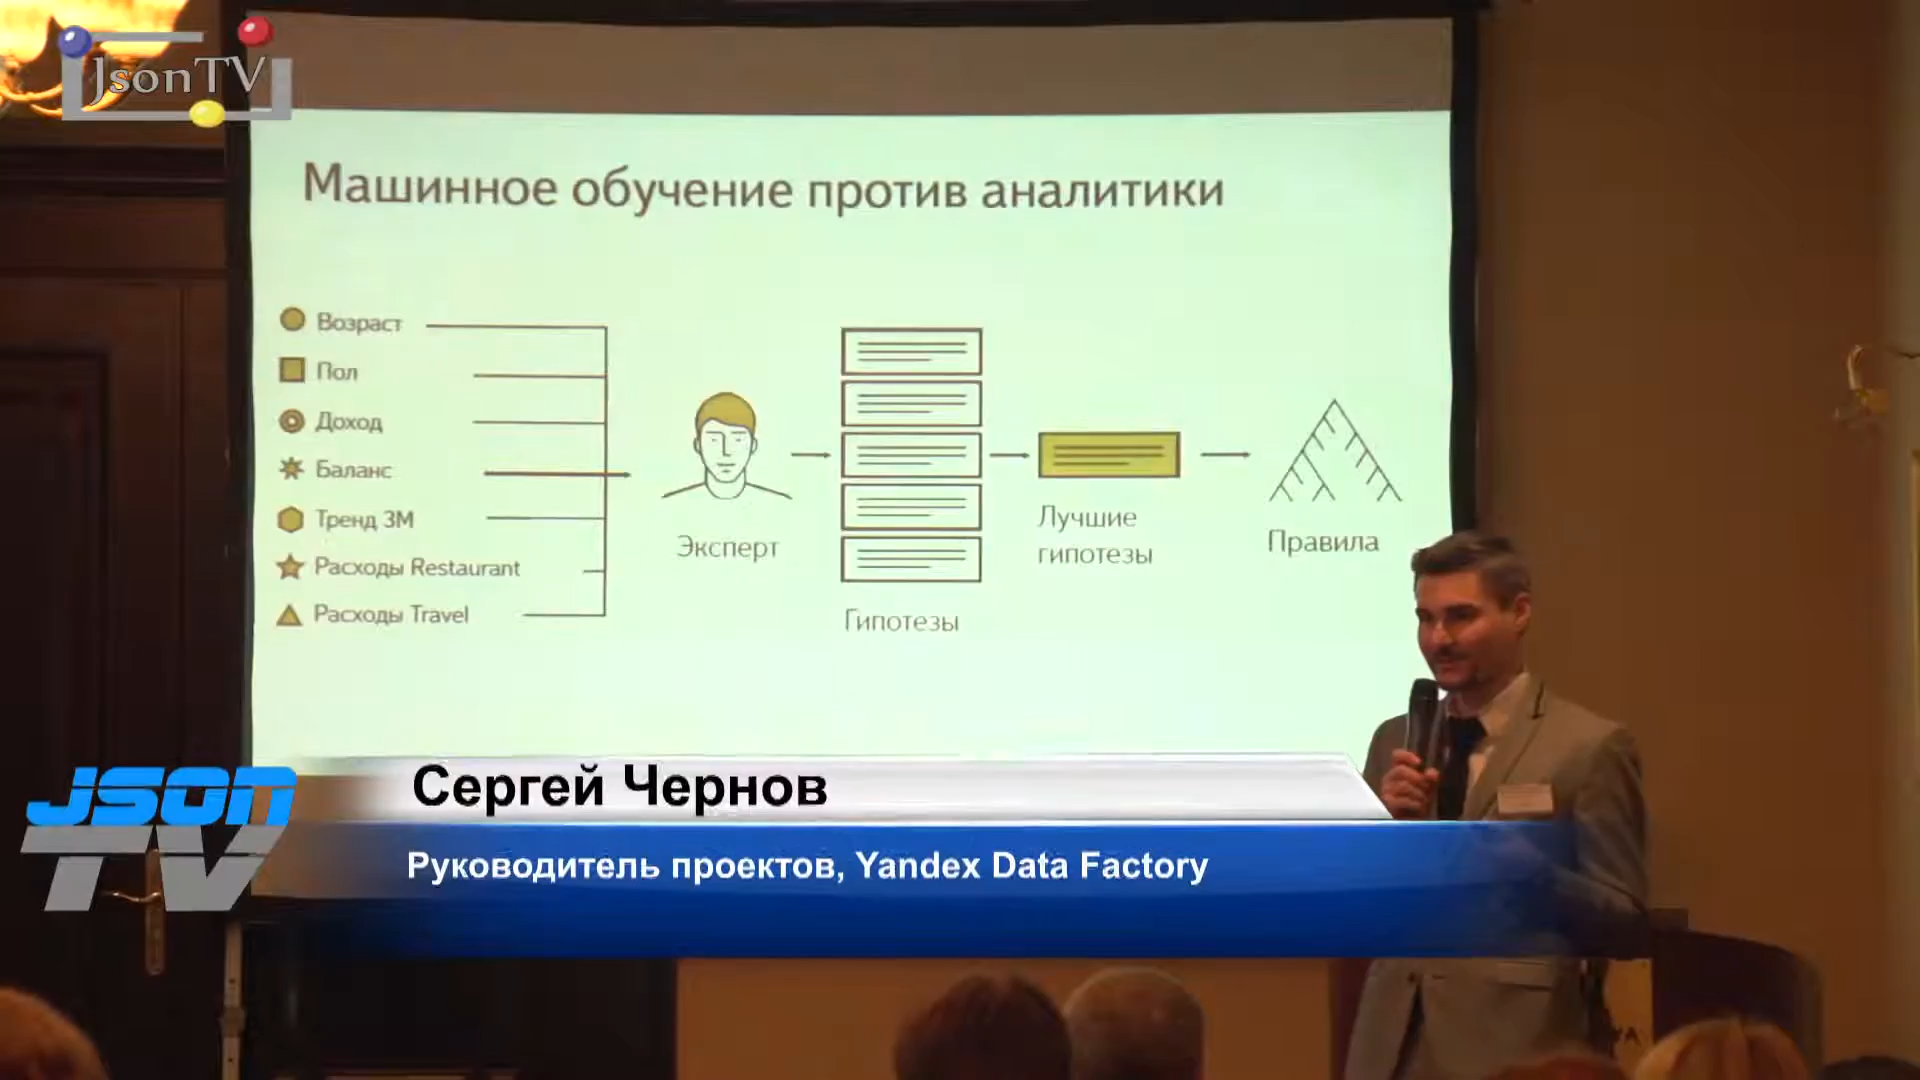 JsonTV
Машинное обучение против аналитики
Возраст
Пол
Доход
Баланс
Тренд 3М
Расходы Restaurant
Расходы Travel
Эксперт
Гипотезы
Лучшие
гипотезы
Правила
JSON
TV
Сергей Чернов
Руководитель проектов, Yandex Data Factory